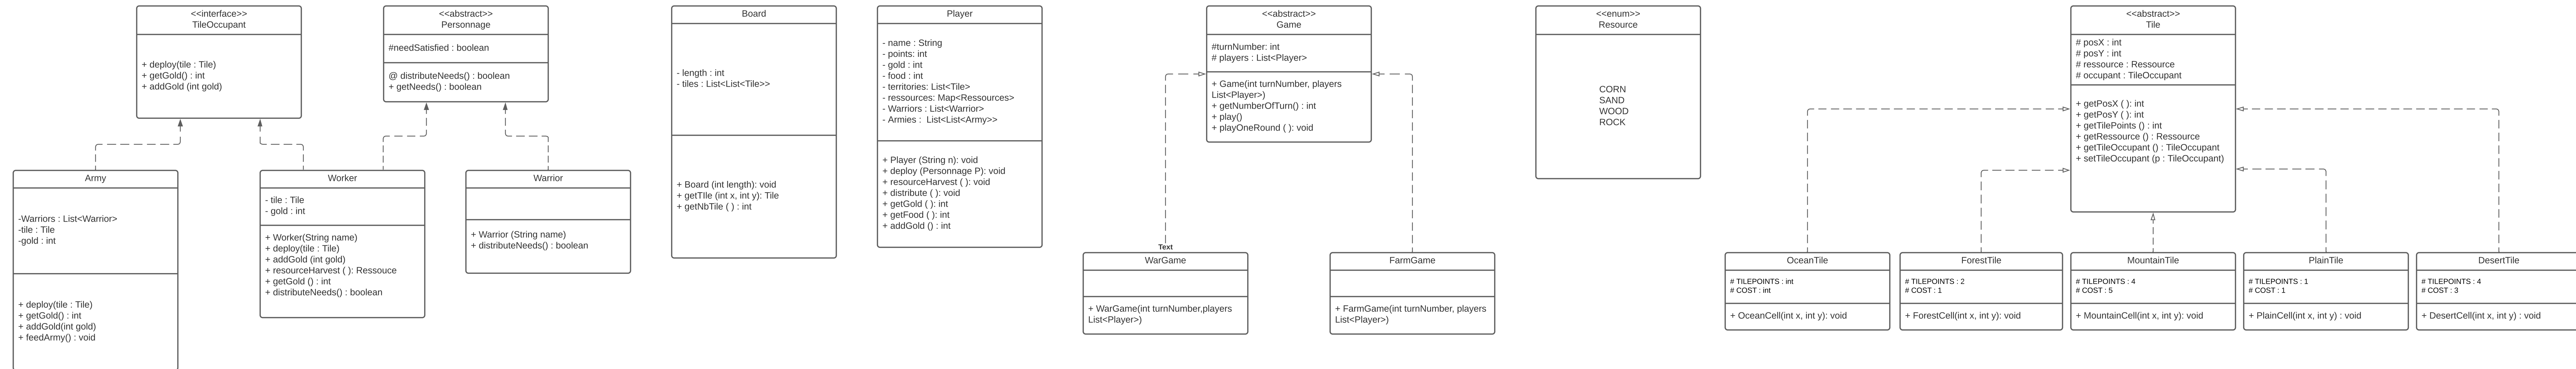 <<interface>>
TileOccupant
+ deploy(tile : Tile)
+ getGold() : int
+ addGold (int gold)
<<abstract>>
Personnage
#needSatisfied : boolean
@ distributeNeeds() : boolean
+ getNeeds() : boolean
Board
- length : int
- tiles : List<List<Tile>>
+ Board (int length): void
+ getTIle (int x, int y): Tile
+ getNbTile ( ) : int
Player
- name : String
- points: int
- gold : int
- food : int
- territories: List<Tile>
- ressources: Map<Ressources>
- Warriors : List<Warrior>
- Armies :  List<List<Army>>
+ Player (String n): void
+ deploy (Personnage P): void
+ resourceHarvest ( ): void
+ distribute ( ): void
+ getGold ( ): int
+ getFood ( ): int
+ addGold () : int
<<abstract>>
Game
#turnNumber: int
# players : List<Player>
+ Game(int turnNumber, players
List<Player>)
+ getNumberOfTurn() : int
+ play()
+ playOneRound ( ): void
<<enum>>
Resource
CORN
SAND
WOOD
ROCK
<<abstract>>
Tile
# posX : int
# posY : int
# ressource : Ressource
# occupant : TileOccupant
+ getPosX ( ): int
+ getPosY ( ): int
+ getTilePoints () : int
+ getRessource () : Ressource
+ getTileOccupant () : TileOccupant
+ setTileOccupant (p : TileOccupant)
Army
-Warriors : List<Warrior>
-tile : Tile
-gold : int
+ deploy(tile : Tile)
+ getGold() : int
+ addGold(int gold)
+ feedArmy() : void
Worker
- tile : Tile
- gold : int
+ Worker(String name)
+ deploy(tile : Tile)
+ addGold (int gold)
+ resourceHarvest ( ): Ressouce
+ getGold () : int
+ distributeNeeds() : boolean
Warrior
+ Warrior (String name)
+ distributeNeeds() : boolean
Text
WarGame
+ WarGame(int turnNumber,players
List<Player>)
FarmGame
+ FarmGame(int turnNumber, players
List<Player>)
OceanTile
# TILEPOINTS : int
# COST : int
+ OceanCell(int x, int y): void
ForestTile
# TILEPOINTS : 2
# COST : 1
+ ForestCell(int x, int y): void
MountainTile
# TILEPOINTS : 4
# COST : 5
+ MountainCell(int x, int y): void
PlainTile
# TILEPOINTS : 1
# COST : 1
+ PlainCell(int x, int y) : void
DesertTile
# TILEPOINTS : 4
# COST : 3
+ DesertCell(int x, int y) : void